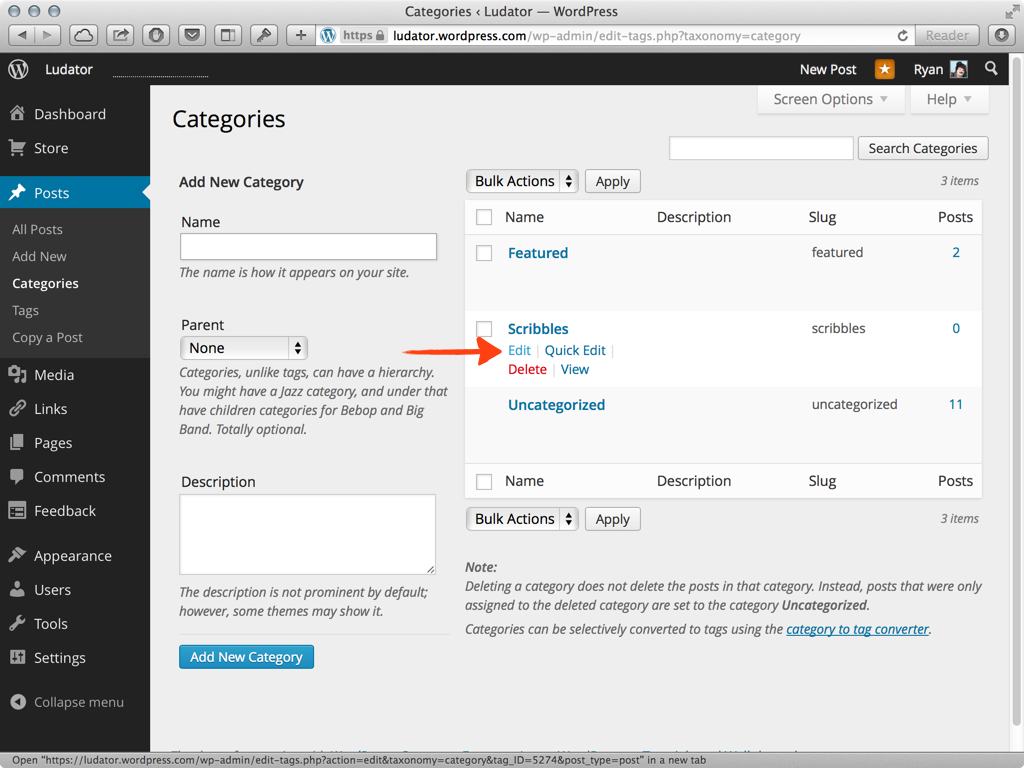 Categories ‹ Ludator — WordPress
https ludator.wordpress.com/wp-admin/edit-tags.php?taxonomy=category Reader
Ludator New Post Ryan
Screen Options Help
Dashboard
Store
Posts
All Posts
Add New
Categories
Tags
Copy a Post
Media
Links
Pages
Comments
Feedback
Appearance
Users
Tools
Settings
Collapse menu
Categories
Search Categories
Add New Category
Name
The name is how it appears on your site.
Parent
None
Categories, unlike tags, can have a hierarchy.
You might have a Jazz category, and under that
have children categories for Bebop and Big
Band. Totally optional.
Description
The description is not prominent by default;
however, some themes may show it.
Add New Category
Bulk Actions Apply 3 items
Name Description Slug Posts
Featured featured 2
Scribbles scribbles 0
Edit | Quick Edit |
Delete | View
Uncategorized uncategorized 11
Name Description Slug Posts
Bulk Actions Apply 3 items
Note:
Deleting a category does not delete the posts in that category. Instead, posts that were only
assigned to the deleted category are set to the category Uncategorized.
Categories can be selectively converted to tags using the category to tag converter.
Open "https://ludator.wordpress.com/wp-admin/edit-tags.php?action=edit&taxonomy=category&tag_ID=5274&post_type=post" in a new tab